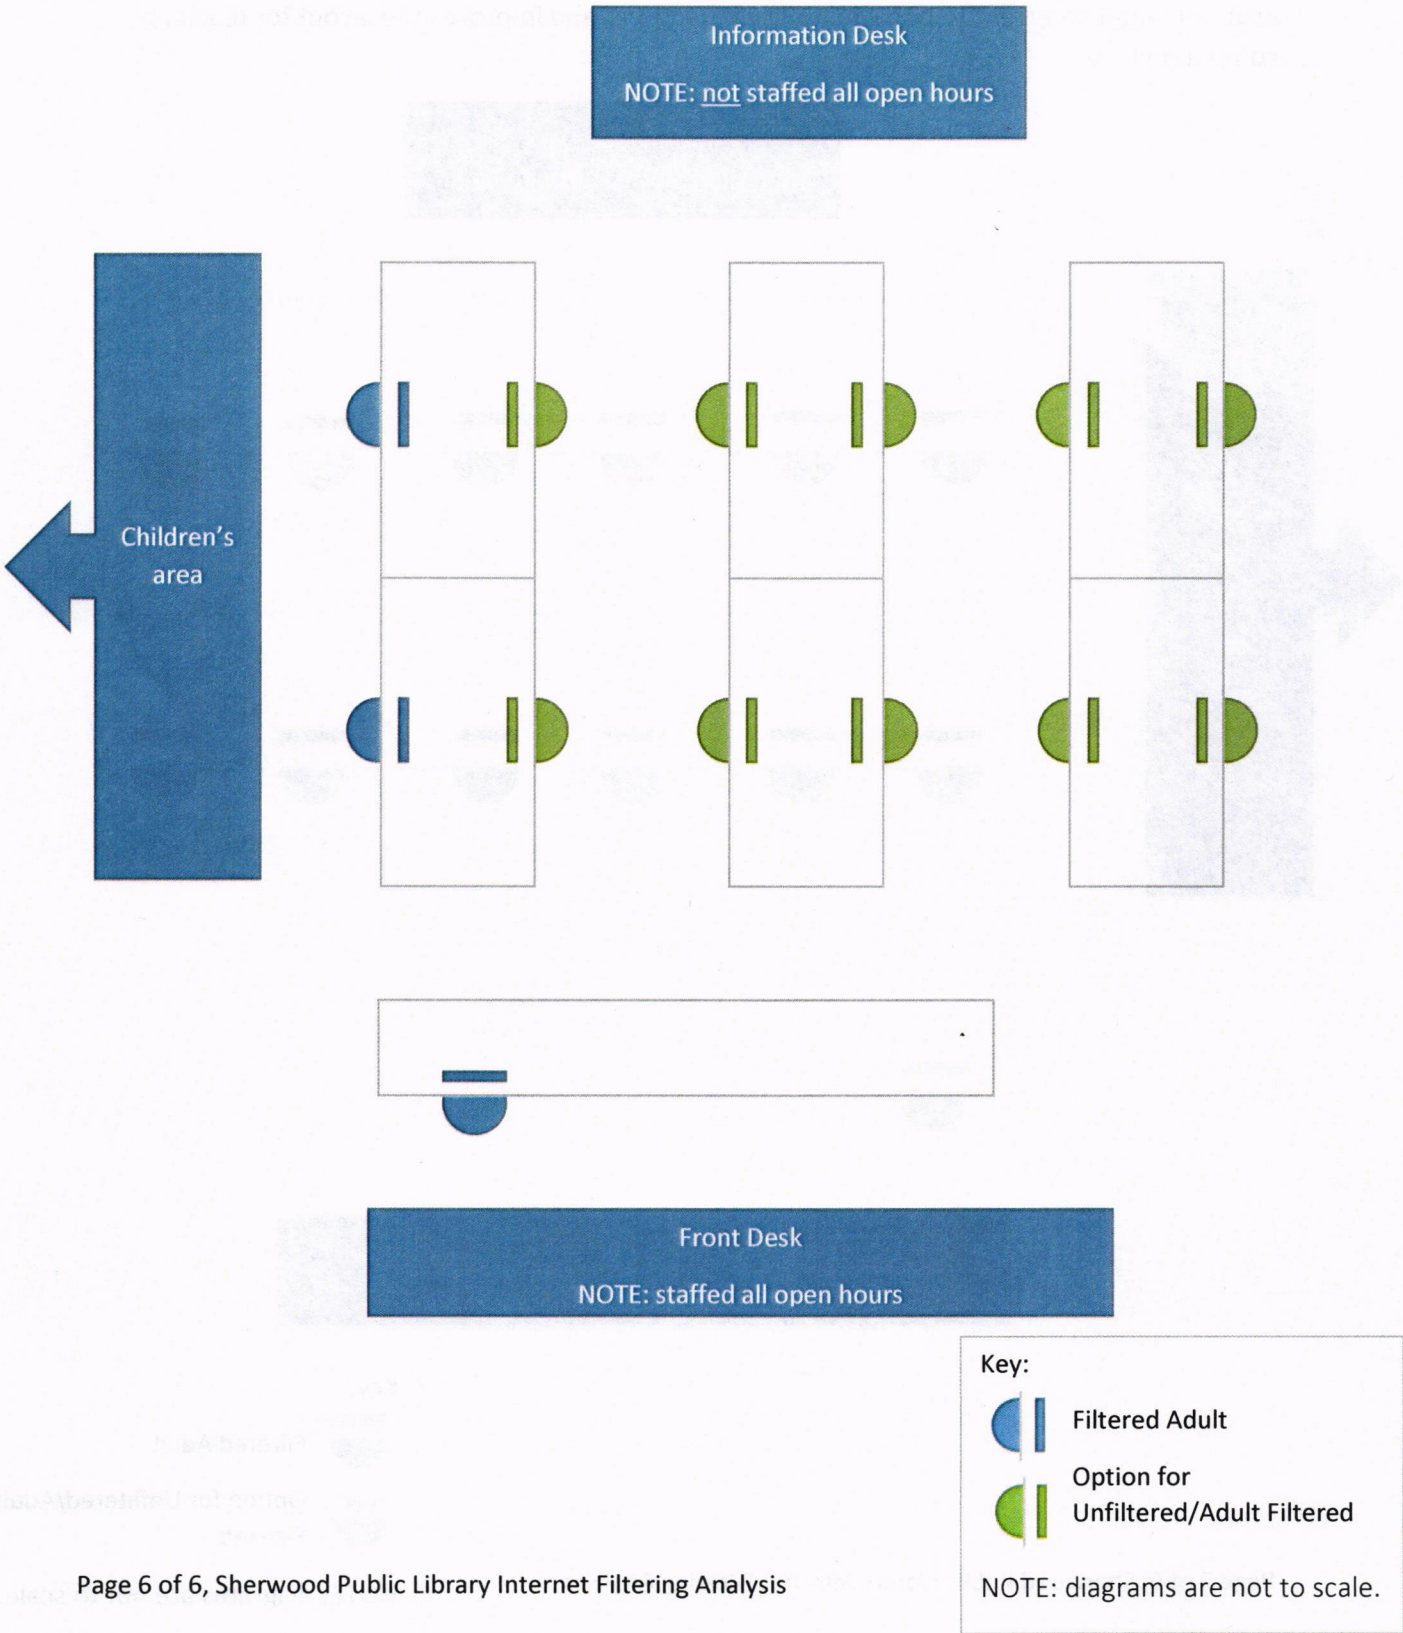 Information Desk
NOTE: not staffed all open hours
Children's
area
Front Desk
NOTE: staffed all open hours
Key:
Filtered Adult
Option for
Unfiltered/Adult Filtered
NOTE: diagrams are not to scale.
Page 6 of 6, Sherwood Public Library Internet Filtering Analysis